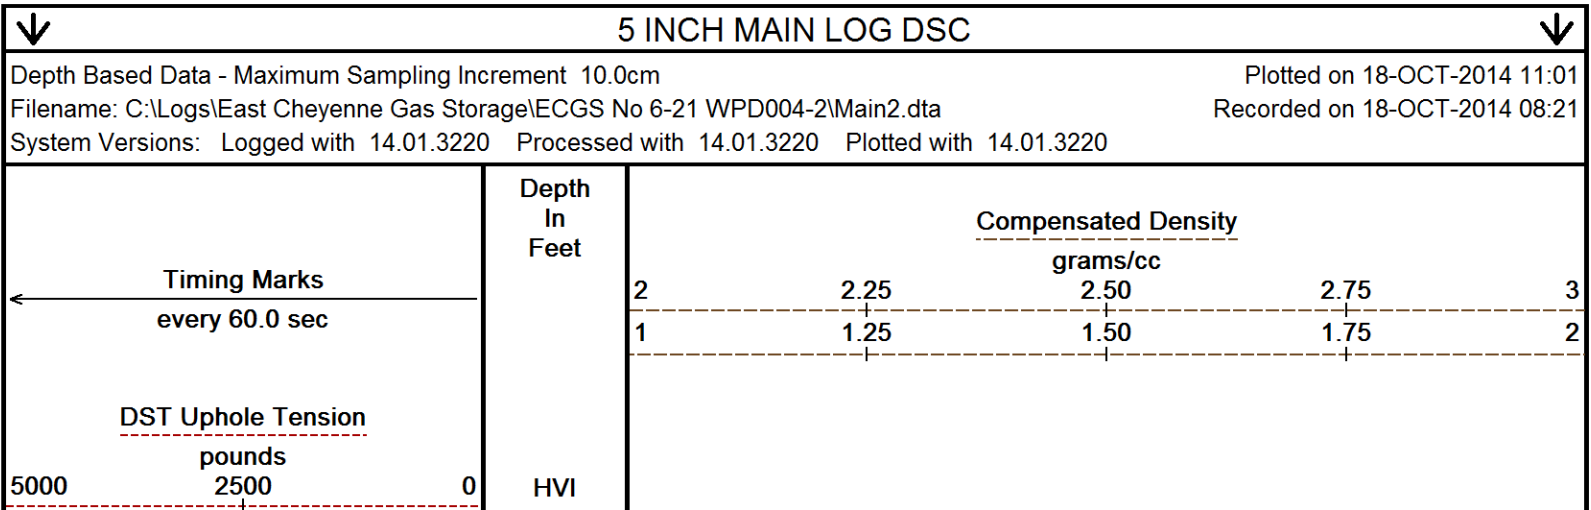 5 INCH MAIN LOG DSC
Depth Based Data - Maximum Sampling Increment 10.0cm
Plotted on 18-OCT-2014 11:01
Filename: C:\Logs\East Cheyenne Gas Storage\ECGS No 6-21 WPD004-2\Main2.dta
Recorded on 18-OCT-2014 08:21
System Versions: Logged with 14.01.3220 Processed with 14.01.3220 Plotted with 14.01.3220
Timing Marks
every 60.0 sec
DST Uphole Tension
pounds
5000 2500 0
Depth
In
Feet
HVI
Compensated Density
grams/cc
2 2.25 2.50 2.75 3
1 1.25 1.50 1.75 2